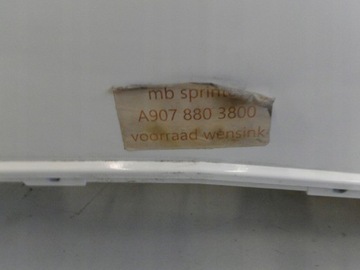 mb sprinte
A907 880 3800
voorraad wensink